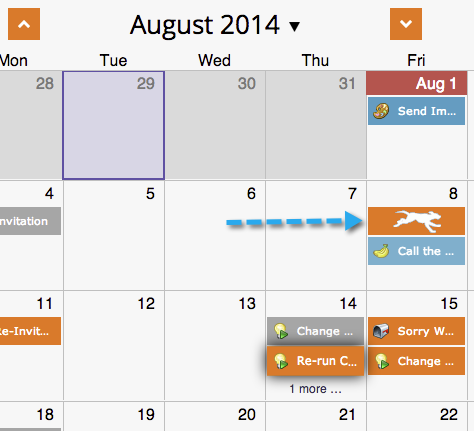 August 2014
Mon Tue Wed Thu Fri
28 29 30 31 Aug 1
Send Im...
4 5 6 7 8
nvitation
Call the ...
11 12 13 14 15
e-Invit... Change ... Sorry W...
Re-run C... Change ...
1 more ...
18 19 20 21 22